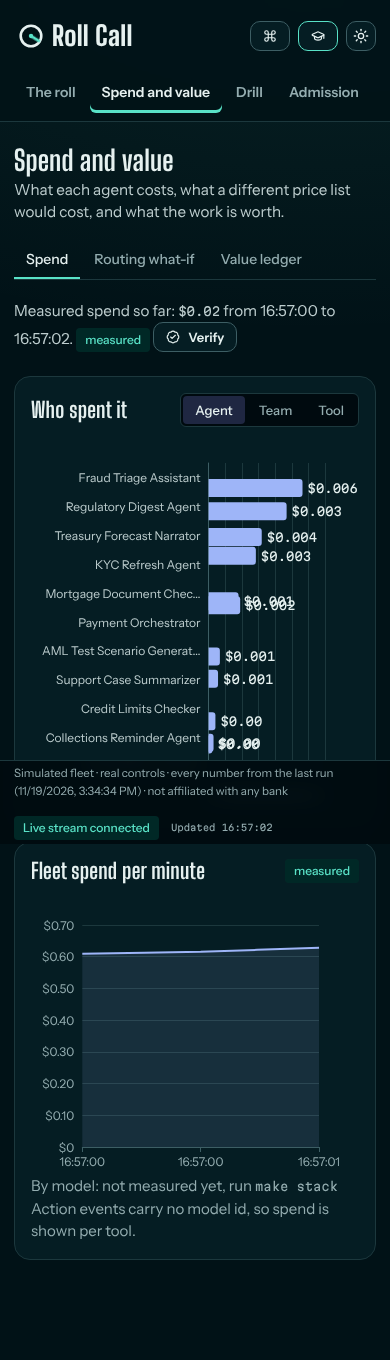 Roll Call
The roll
Spend and value
Drill
Admission
Spend and value
What each agent costs, what a different price list
would cost, and what the work is worth.
Spend
Routing what-if
Value ledger
Measured spend so far: $0.02 from 16:57:00 to
16:57:02. measured Verify
Who spent it
Agent
Team
Tool
Fraud Triage Assistant
$0.006
Regulatory Digest Agent
$0.003
Treasury Forecast Narrator
$0.004
KYC Refresh Agent
$0.003
Mortgage Document Chec...
$0.001
$0.002
Payment Orchestrator
AML Test Scenario Generat...
$0.001
Support Case Summarizer
$0.001
Credit Limits Checker
$0.00
Collections Reminder Agent
$0.00
Simulated fleet · real controls · every number from the last run
(11/19/2026, 3:34:34 PM) · not affiliated with any bank
Live stream connected
Updated 16:57:02
Fleet spend per minute
measured
$0.70
$0.60
$0.50
$0.40
$0.30
$0.20
$0.10
$0
16:57:00
16:57:00
16:57:01
By model: not measured yet, run make stack
Action events carry no model id, so spend is
shown per tool.